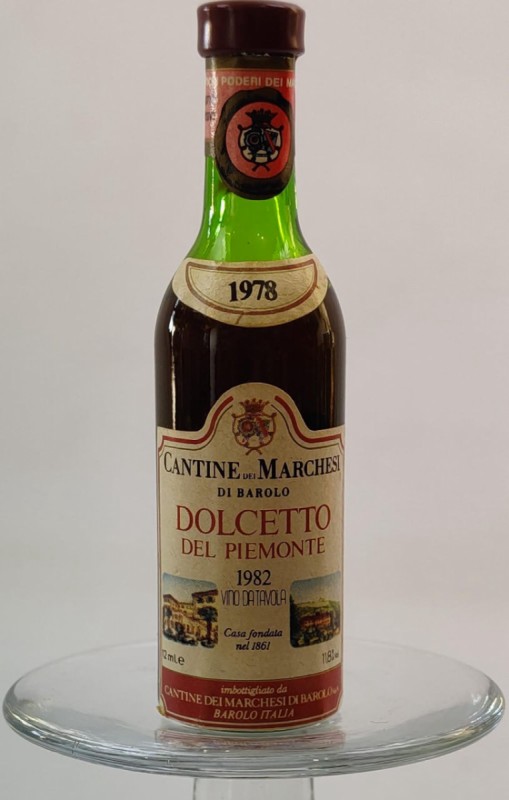 PODERI DEI
1978
CANTINE DEI MARCHESI
DI BAROLO
DOLCETTO
DEL PIEMONTE
1982
VINO DA TAVOLA
Casa fondata
nel 1861
ml.e
imbottigliato da
CANTINE DEI MARCHESI DI BAROLO
BAROLO ITALIA